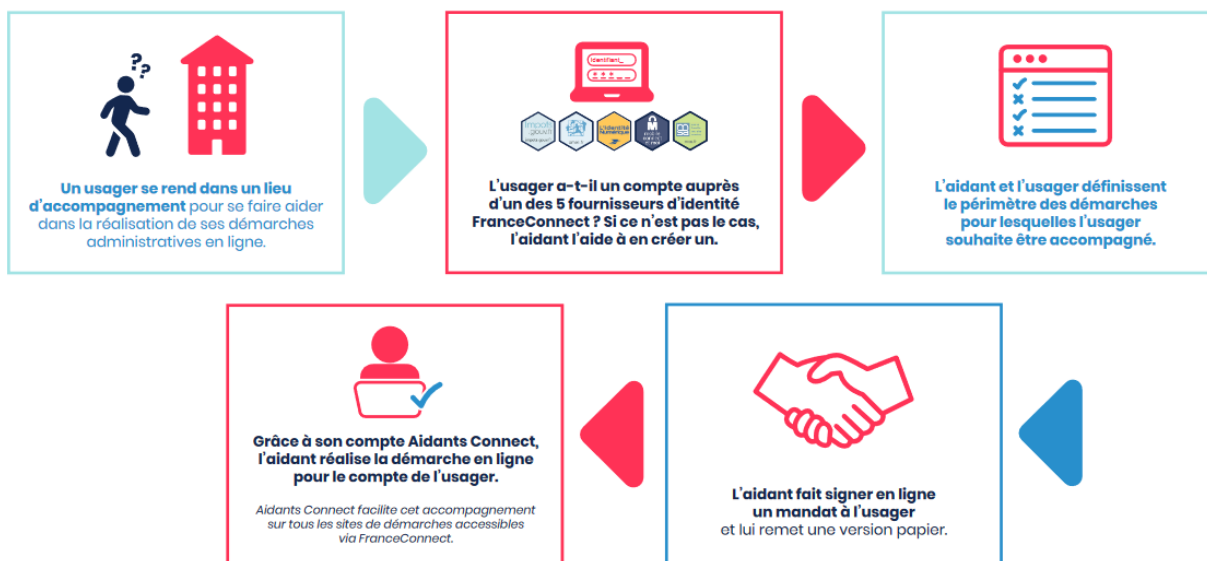 ??
Un usager se rend dans un lieu
d'accompagnement pour se faire aider
dans la réalisation de ses démarches
administratives en ligne.
identifiant_
impots
.gouv.fr
L'Identité
Numérique
L'usager a-t-il un compte auprès
d'un des 5 fournisseurs d'identité
FranceConnect ? Si ce n'est pas le cas,
l'aidant l'aide à en créer un.
L'aidant et l'usager définissent
le périmètre des démarches
pour lesquelles l'usager
souhaite être accompagné.
Grâce à son compte Aidants Connect,
l'aidant réalise la démarche en ligne
pour le compte de l'usager.
Aidants Connect facilite cet accompagnement
sur tous les sites de démarches accessibles
via FranceConnect.
L'aidant fait signer en ligne
un mandat à l'usager
et lui remet une version papier.